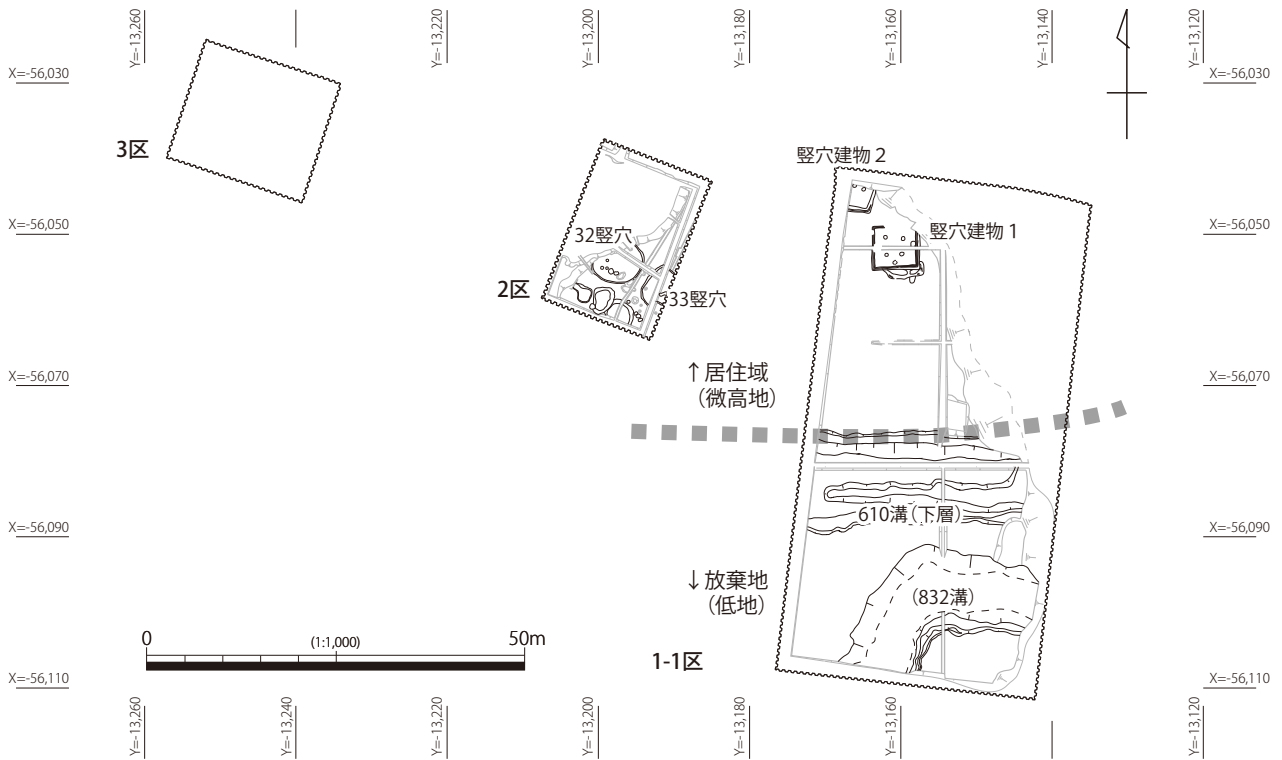 Y=-13,260
Y=-13,220
Y=-13,200
Y=-13,180
Y=-13,160
Y=-13,140
Y=-13,120
X=-56,030
X=-56,030
3区
竪穴建物 2
X=-56,050
32竪穴
竪穴建物 1
X=-56,050
2区
33竪穴
X=-56,070
↑居住域
（微高地）
X=-56,070
X=-56,090
610溝（下層）
X=-56,090
↓放棄地
（低地）
（832溝）
0
(1:1,000)
50m
1-1区
X=-56,110
X=-56,110
Y=-13,260
Y=-13,240
Y=-13,220
Y=-13,200
Y=-13,180
Y=-13,160
Y=-13,120